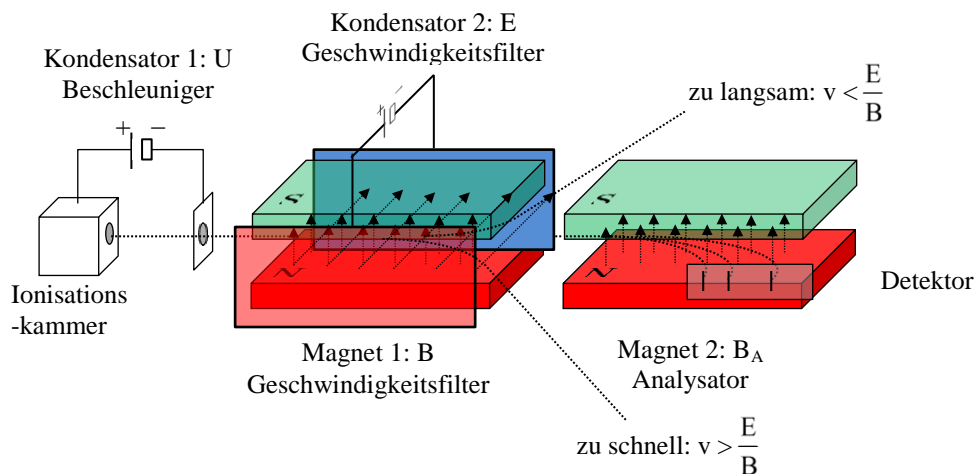 Kondensator 2: E
Geschwindigkeitsfilter
Kondensator 1: U
Beschleuniger
zu langsam: v < E/B
+ −
+ −
S
S
N
N
Ionisations
-kammer
Detektor
Magnet 1: B
Geschwindigkeitsfilter
Magnet 2: B_A
Analysator
zu schnell: v > E/B